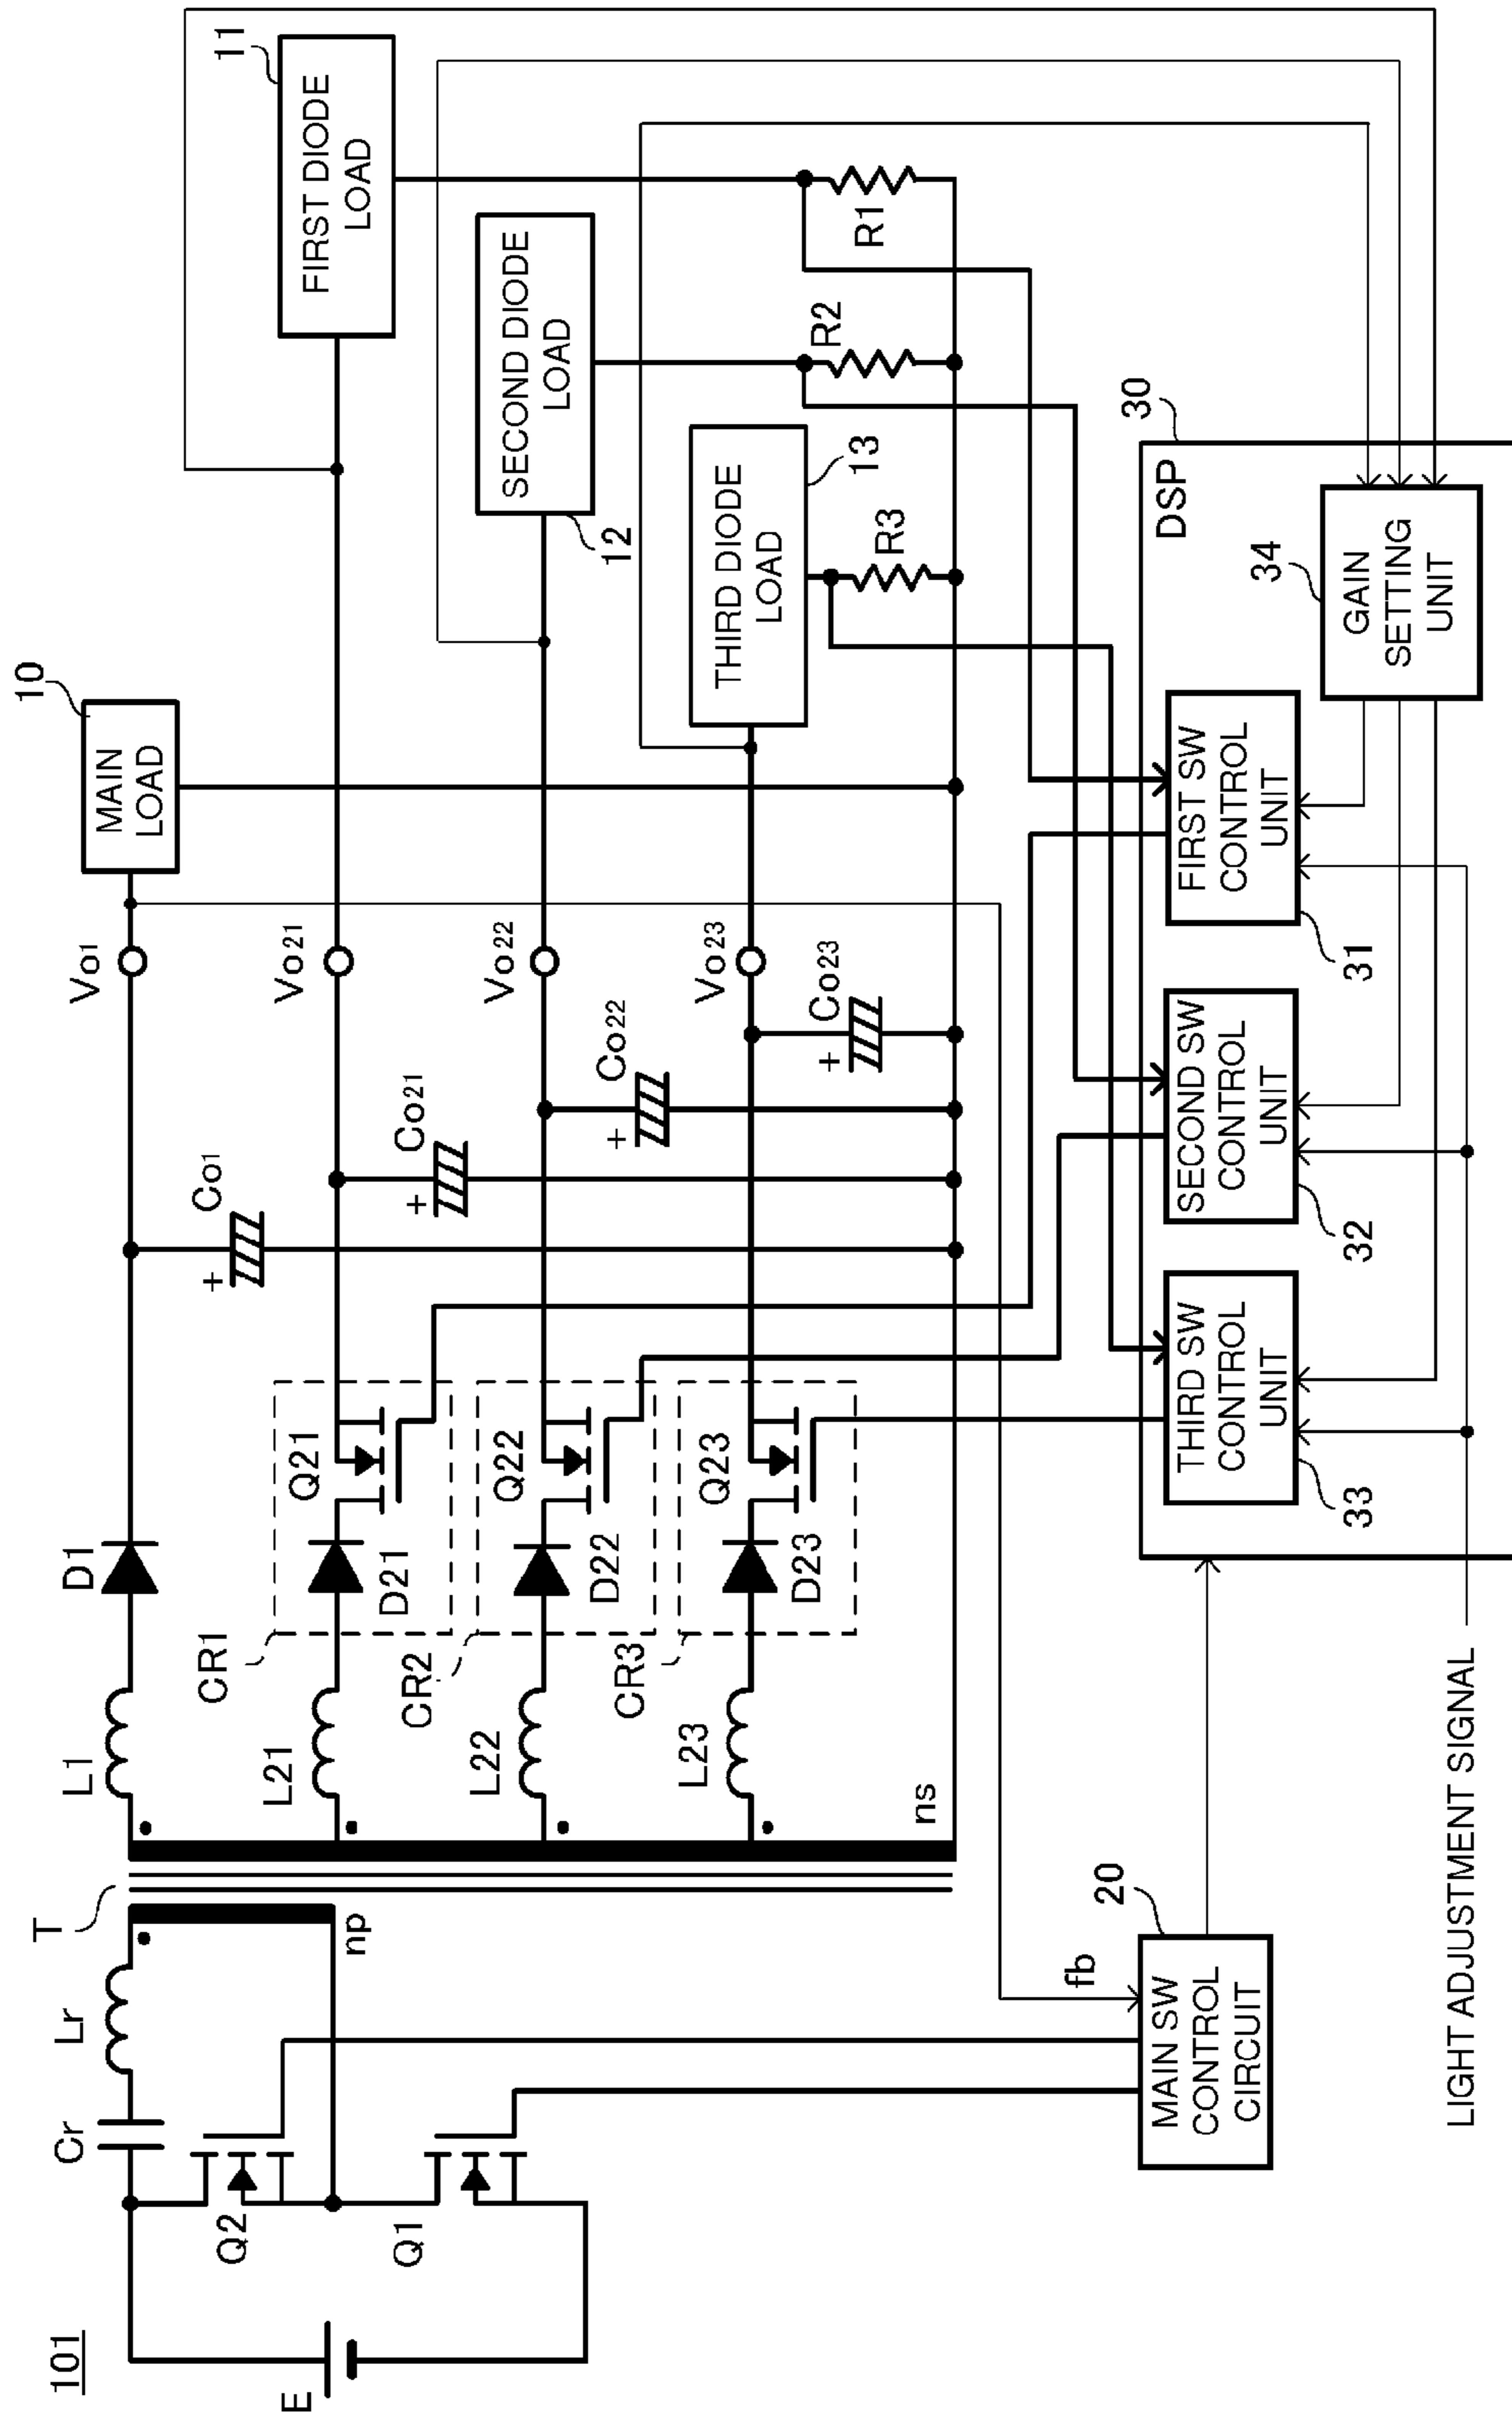 101
E
Cr
Lr
T
np
Q2
Q1
MAIN SW
CONTROL
CIRCUIT
20
fb
LIGHT ADJUSTMENT SIGNAL
ns
L1
D1
Co1
+
Vo1
MAIN
LOAD
10
L21
CR1
D21
Q21
Co21
+
Vo21
FIRST DIODE
LOAD
11
L22
CR2
D22
Q22
Co22
+
Vo22
SECOND DIODE
LOAD
12
L23
CR3
D23
Q23
Co23
+
Vo23
THIRD DIODE
LOAD
13
R3
R2
R1
THIRD SW
CONTROL
UNIT
33
SECOND SW
CONTROL
UNIT
32
FIRST SW
CONTROL
UNIT
31
GAIN
SETTING
UNIT
34
DSP
30